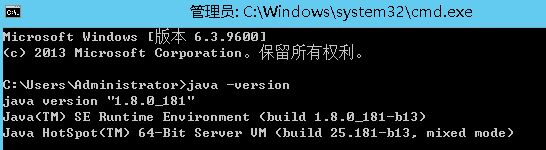 管理员: C:\Windows\system32\cmd.exe
Microsoft Windows [版本 6.3.9600]
(c) 2013 Microsoft Corporation。保留所有权利。
C:\Users\Administrator>java -version
java version "1.8.0_181"
Java(TM) SE Runtime Environment (build 1.8.0_181-b13)
Java HotSpot(TM) 64-Bit Server VM (build 25.181-b13, mixed mode)